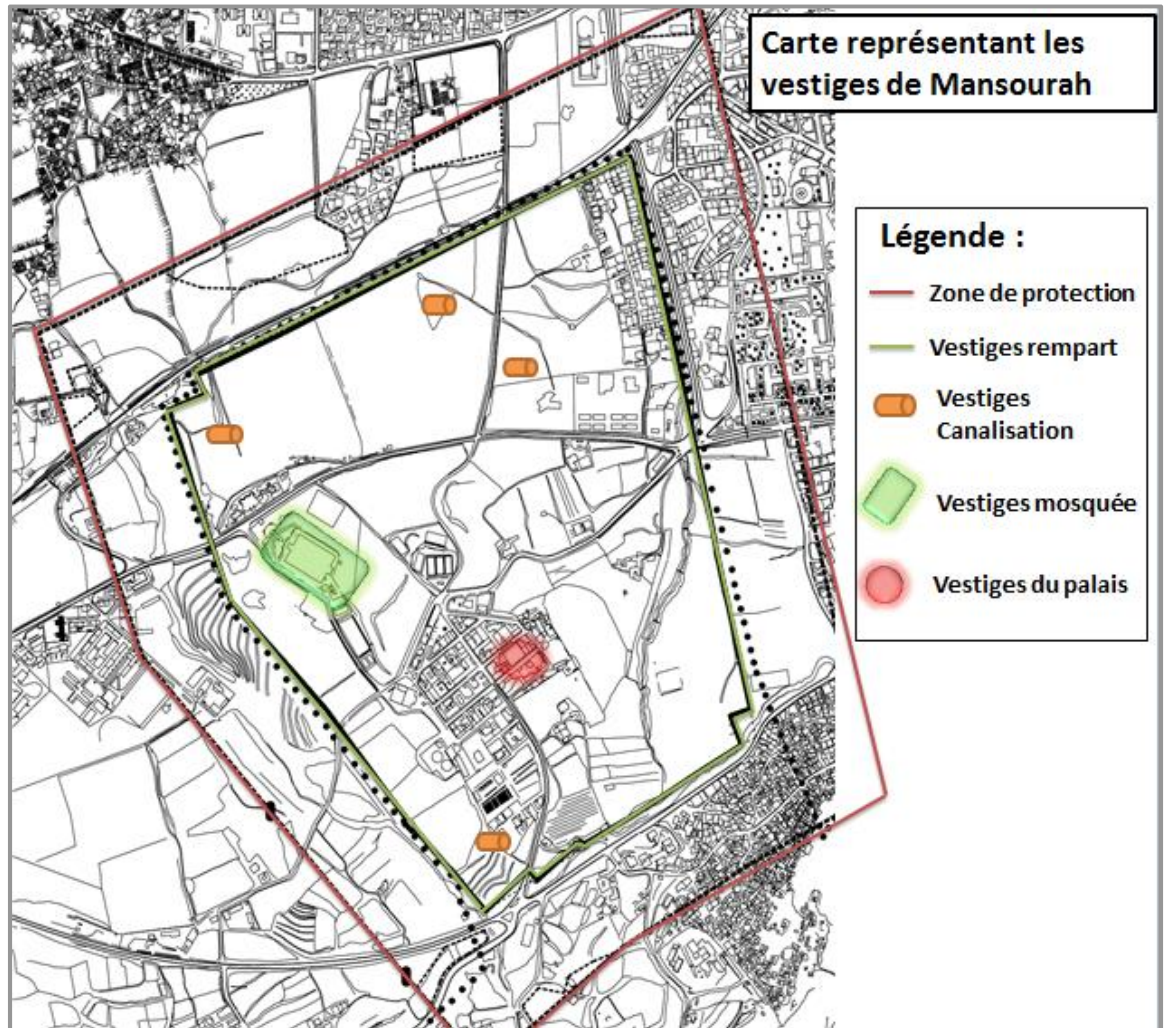 Carte représentant les
vestiges de Mansourah
Légende :
Zone de protection
Vestiges rempart
Vestiges
Canalisation
Vestiges mosquée
Vestiges du palais